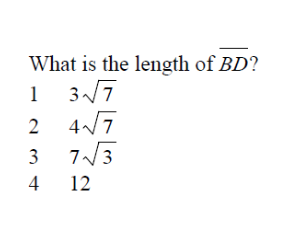 What is the length of BD?
1 3√7
2 4√7
3 7√3
4 12